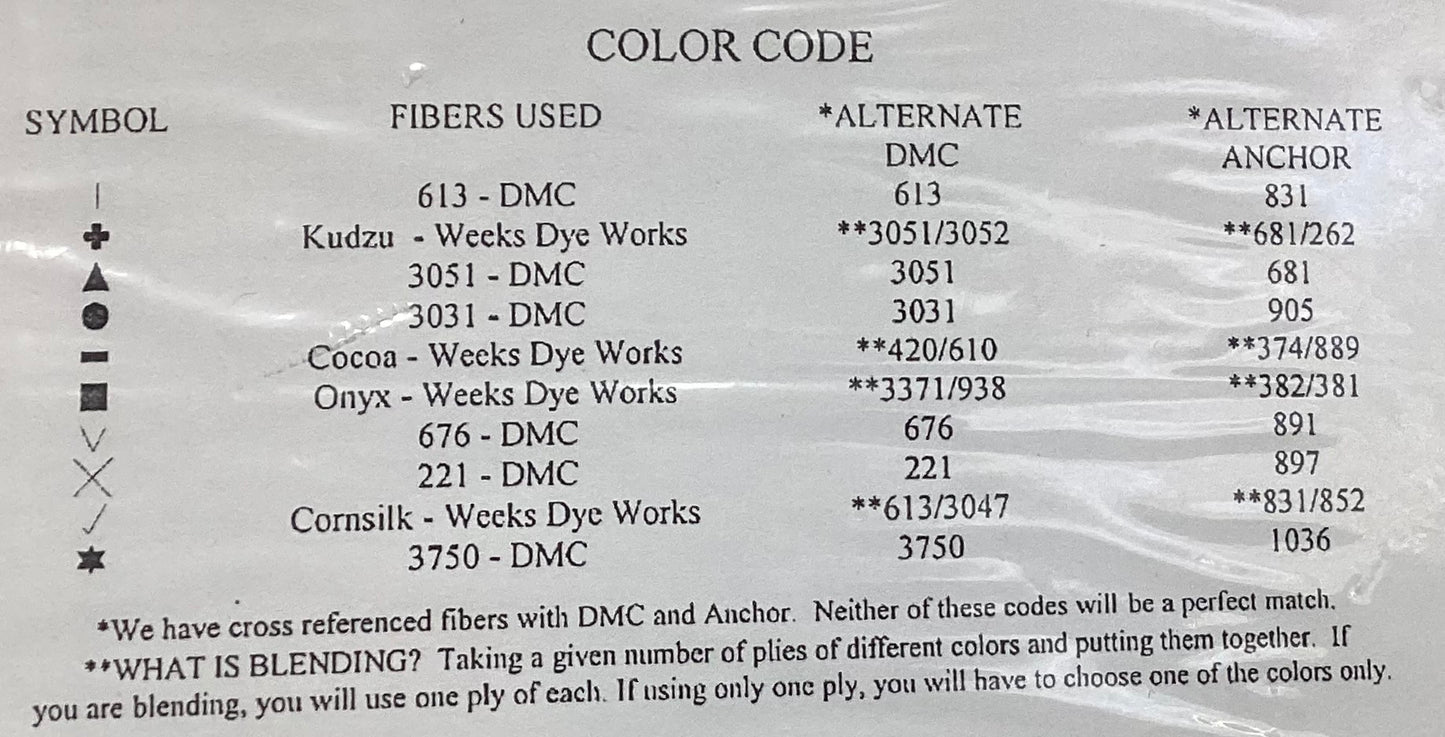 COLOR CODE
SYMBOL FIBERS USED *ALTERNATE DMC *ALTERNATE ANCHOR
613 - DMC 613 831
Kudzu - Weeks Dye Works **3051/3052 **681/262
3051 - DMC 3051 681
3031 - DMC 3031 905
Cocoa - Weeks Dye Works **420/610 **374/889
Onyx - Weeks Dye Works **3371/938 **382/381
676 - DMC 676 891
221 - DMC 221 897
Cornsilk - Weeks Dye Works **613/3047 **831/852
3750 - DMC 3750 1036
*We have cross referenced fibers with DMC and Anchor. Neither of these codes will be a perfect match.
**WHAT IS BLENDING? Taking a given number of plies of different colors and putting them together. If
you are blending, you will use one ply of each. If using only one ply, you will have to choose one of the colors only.